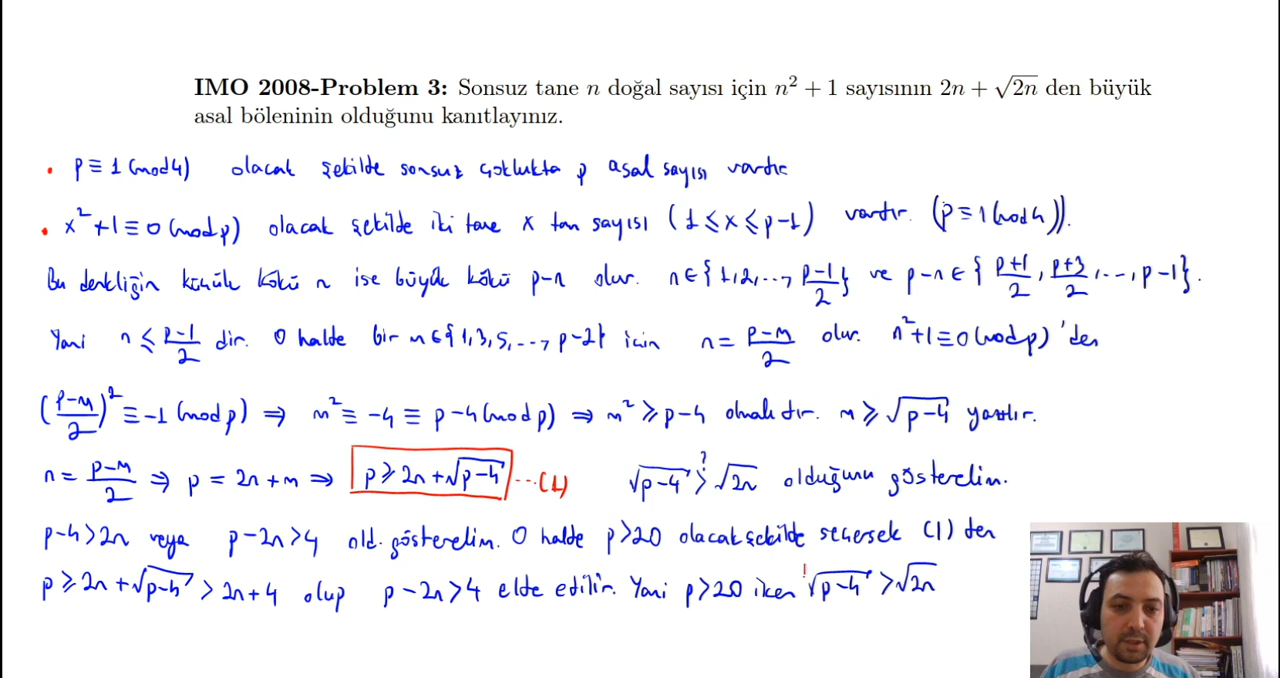 IMO 2008-Problem 3: Sonsuz tane n doğal sayısı için n² + 1 sayısının 2n + √(2n) den büyük
asal böleninin olduğunu kanıtlayınız.
• p ≡ 1 (mod 4) olacak şekilde sonsuz çoklukta p asal sayısı vardır
• x² + 1 ≡ 0 (mod p) olacak şekilde iki tane x tam sayısı (1 ≤ x ≤ p-1) vardır. (p ≡ 1 (mod 4)).
Bu denkliğin küçük kökü n ise büyük kökü p-n olur. n ∈ {1, 2, ..., (p-1)/2} ve p-n ∈ {(p+1)/2, (p+3)/2, ..., p-1}.
Yani n ≤ (p-1)/2 dir. O halde bir m ∈ {1, 3, 5, ..., p-2} için n = (p-m)/2 olur. n² + 1 ≡ 0 (mod p)'den
((p-m)/2)² ≡ -1 (mod p) ⇒ m² ≡ -4 ≡ p-4 (mod p) ⇒ m² ≥ p-4 olmalıdır. m ≥ √(p-4) yazılır.
n = (p-m)/2 ⇒ p = 2n + m ⇒ p ≥ 2n + √(p-4) ...(1) √(p-4) >? √(2n) olduğunu gösterelim.
p-4 > 2n veya p-2n > 4 old. gösterelim. O halde p > 20 olacak şekilde seçersek (1) den
p ≥ 2n + √(p-4) > 2n + 4 olup p - 2n > 4 elde edilir. Yani p > 20 iken √(p-4) > √(2n)